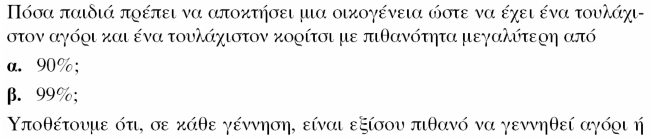 Πόσα παιδιά πρέπει να αποκτήσει μια οικογένεια ώστε να έχει ένα τουλάχι-
στον αγόρι και ένα τουλάχιστον κορίτσι με πιθανότητα μεγαλύτερη από
α. 90%;
β. 99%;
Υποθέτουμε ότι, σε κάθε γέννηση, είναι εξίσου πιθανό να γεννηθεί αγόρι ή